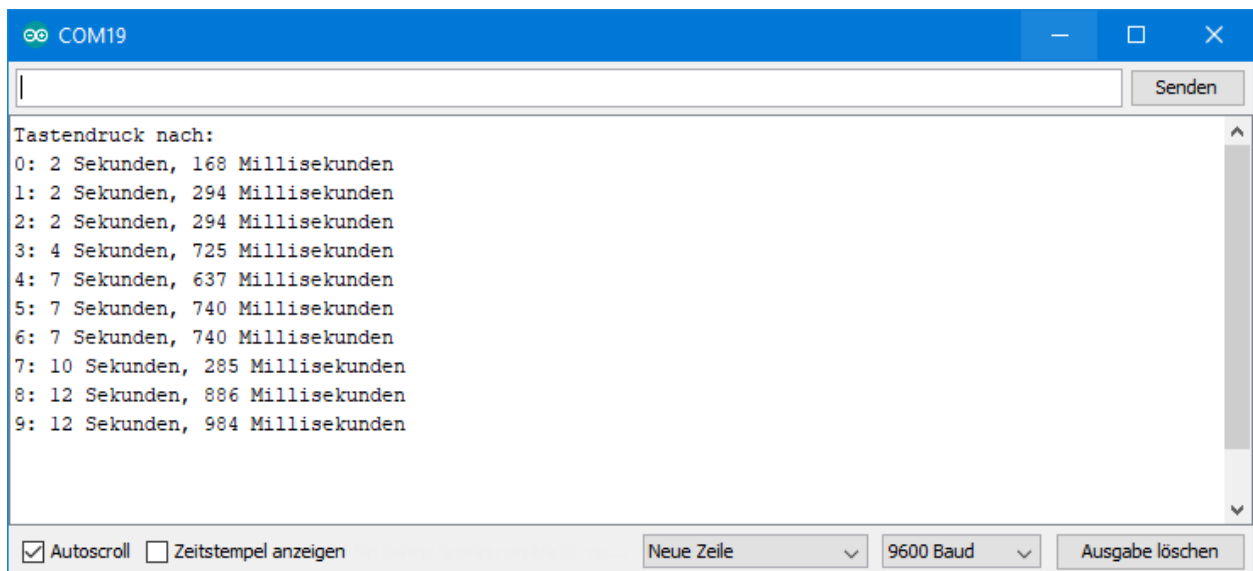 COM19
Senden
Tastendruck nach:
0: 2 Sekunden, 168 Millisekunden
1: 2 Sekunden, 294 Millisekunden
2: 2 Sekunden, 294 Millisekunden
3: 4 Sekunden, 725 Millisekunden
4: 7 Sekunden, 637 Millisekunden
5: 7 Sekunden, 740 Millisekunden
6: 7 Sekunden, 740 Millisekunden
7: 10 Sekunden, 285 Millisekunden
8: 12 Sekunden, 886 Millisekunden
9: 12 Sekunden, 984 Millisekunden
Autoscroll Zeitstempel anzeigen Neue Zeile 9600 Baud Ausgabe löschen